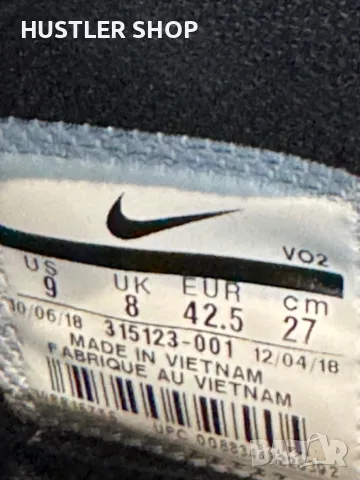 HUSTLER SHOP
VO2
US UK EUR cm
9 8 42.5 27
10/06/18 315123-001 12/04/18
MADE IN VIETNAM
FABRIQUE AU VIETNAM
UPC
BAZAR